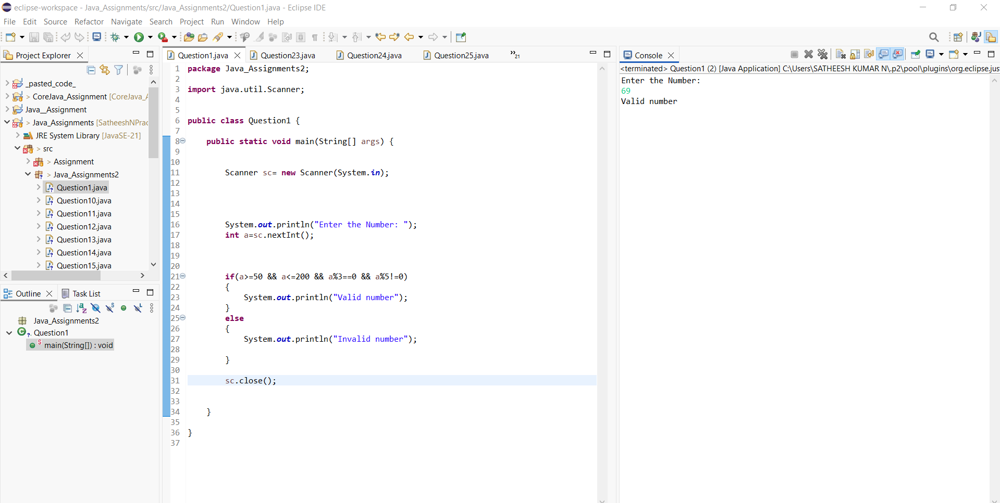 eclipse-workspace - Java_Assignments/src/Java_Assignments2/Question1.java - Eclipse IDE
File Edit Source Refactor Navigate Search Project Run Window Help
Project Explorer
_pasted_code_
> CoreJava_Assignment [CoreJava_A
Java__Assignment
> Java_Assignments [SatheeshNPrac
JRE System Library [JavaSE-21]
> src
> Assignment
> Java_Assignments2
Question1.java
Question10.java
Question11.java
Question12.java
Question13.java
Question14.java
Question15.java
Outline Task List
Java_Assignments2
Question1
main(String[]) : void
Question1.java Question23.java Question24.java Question25.java »21
1 package Java_Assignments2;
2
3 import java.util.Scanner;
4
5
6 public class Question1 {
7
8 public static void main(String[] args) {
9
10
11 Scanner sc= new Scanner(System.in);
12
13
14
15
16 System.out.println("Enter the Number: ");
17 int a=sc.nextInt();
18
19
20
21 if(a>=50 && a<=200 && a%3==0 && a%5!=0)
22 {
23 System.out.println("Valid number");
24 }
25 else
26 {
27 System.out.println("Invalid number");
28
29 }
30
31 sc.close();
32
33
34 }
35
36 }
37
Console
<terminated> Question1 (2) [Java Application] C:\Users\SATHEESH KUMAR N\.p2\pool\plugins\org.eclipse.jus
Enter the Number:
69
Valid number